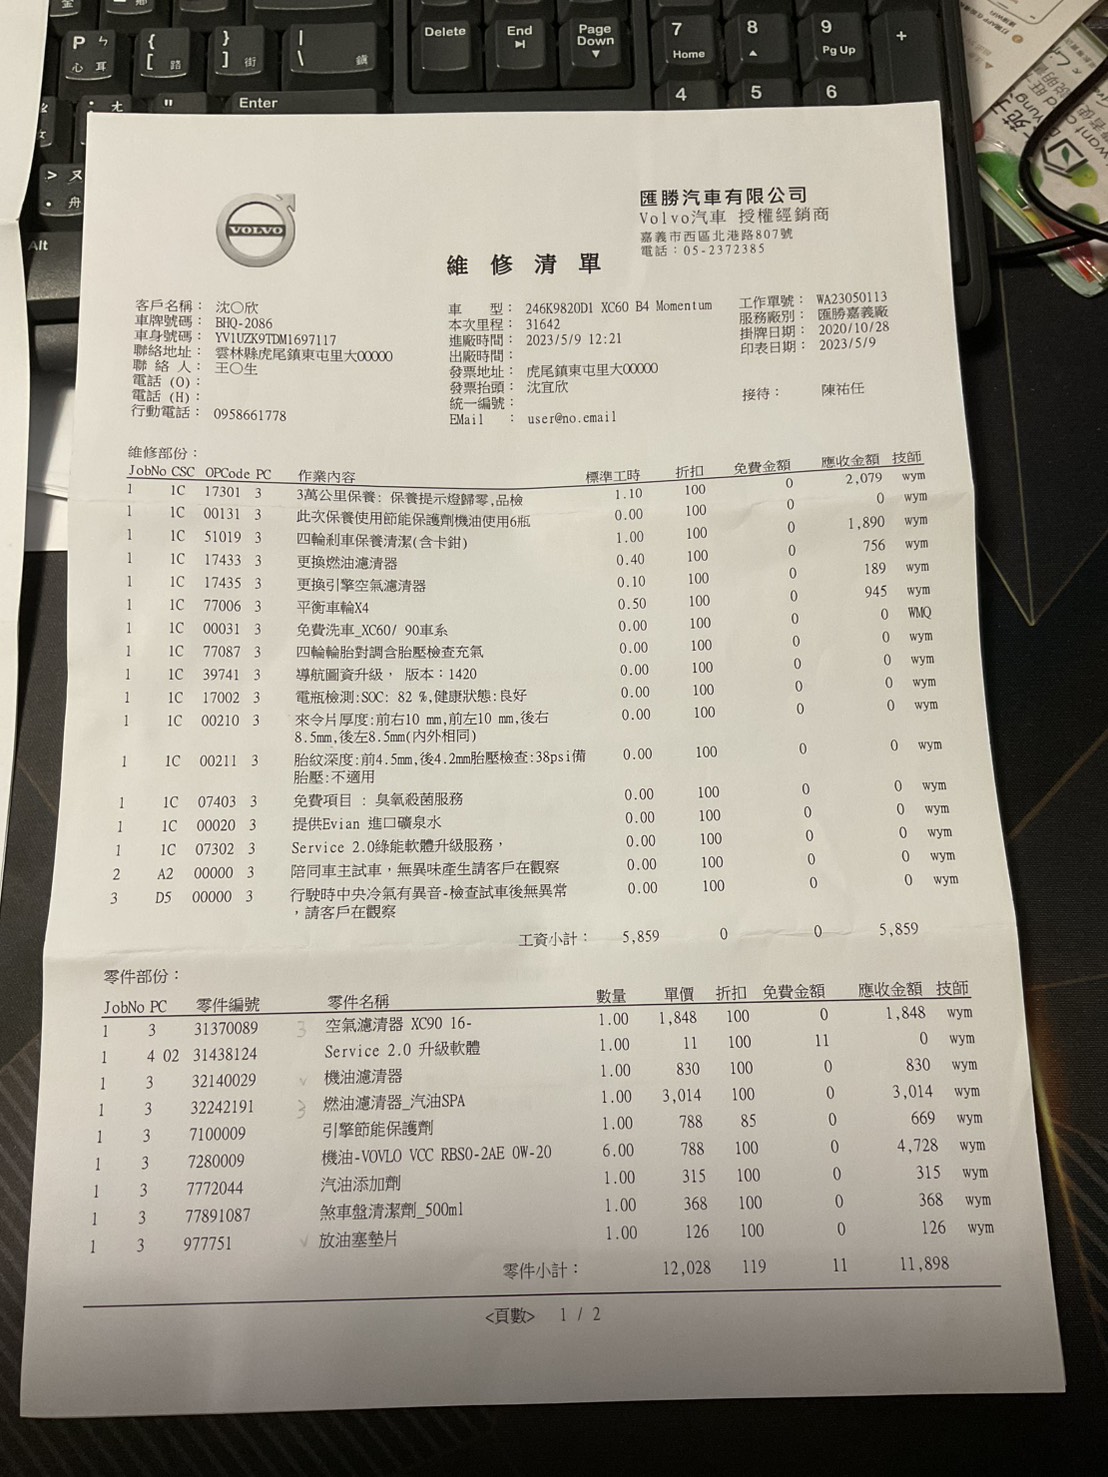 P ㄣ
心 耳
{
[ 路
}
] 街
|
\ 鎮
Delete
End
Page
Down
7
Home
8
9
Pg Up
+
ㄊ
"
Enter
4
5
6
> ㄡ
. 舟
Alt
VOLVO
匯勝汽車有限公司
Volvo汽車 授權經銷商
嘉義市西區北港路807號
電話：05-2372385
維 修 清 單
客戶名稱： 沈○欣
車牌號碼： BHQ-2086
車身號碼： YV1UZK9TDM1697117
聯絡地址： 雲林縣虎尾鎮東屯里大00000
聯 絡 人： 王○生
電話 (O)：
電話 (H)：
行動電話： 0958661778
車 型： 246K9820D1 XC60 B4 Momentum
本次里程： 31642
進廠時間： 2023/5/9 12:21
出廠時間：
發票地址： 虎尾鎮東屯里大00000
發票抬頭： 沈宜欣
統一編號：
EMail ： user@no.email
工作單號： WA23050113
服務廠別： 匯勝嘉義廠
掛牌日期： 2020/10/28
印表日期： 2023/5/9
接待： 陳祐任
維修部份：
JobNo CSC OPCode PC 作業內容 標準工時 折扣 免費金額 應收金額 技師
1 1C 17301 3 3萬公里保養: 保養提示燈歸零,品檢 1.10 100 0 2,079 wym
1 1C 00131 3 此次保養使用節能保護劑機油使用6瓶 0.00 100 0 0 wym
1 1C 51019 3 四輪剎車保養清潔(含卡鉗) 1.00 100 0 1,890 wym
1 1C 17433 3 更換燃油濾清器 0.40 100 0 756 wym
1 1C 17435 3 更換引擎空氣濾清器 0.10 100 0 189 wym
1 1C 77006 3 平衡車輪X4 0.50 100 0 945 wym
1 1C 00031 3 免費洗車_XC60/ 90車系 0.00 100 0 0 WMQ
1 1C 77087 3 四輪輪胎對調含胎壓檢查充氣 0.00 100 0 0 wym
1 1C 39741 3 導航圖資升級， 版本：1420 0.00 100 0 0 wym
1 1C 17002 3 電瓶檢測:SOC: 82 %,健康狀態:良好 0.00 100 0 0 wym
1 1C 00210 3 來令片厚度:前右10 mm,前左10 mm,後右 0.00 100 0 0 wym
8.5mm,後左8.5mm(內外相同)
1 1C 00211 3 胎紋深度:前4.5mm,後4.2mm胎壓檢查:38psi備 0.00 100 0 0 wym
胎壓:不適用
1 1C 07403 3 免費項目 ： 臭氧殺菌服務 0.00 100 0 0 wym
1 1C 00020 3 提供Evian 進口礦泉水 0.00 100 0 0 wym
1 1C 07302 3 Service 2.0綠能軟體升級服務， 0.00 100 0 0 wym
2 A2 00000 3 陪同車主試車，無異味產生請客戶在觀察 0.00 100 0 0 wym
3 D5 00000 3 行駛時中央冷氣有異音-檢查試車後無異常 0.00 100 0 0 wym
，請客戶在觀察
工資小計： 5,859 0 0 5,859
零件部份：
JobNo PC 零件編號 零件名稱 數量 單價 折扣 免費金額 應收金額 技師
1 3 31370089 3 空氣濾清器 XC90 16- 1.00 1,848 100 0 1,848 wym
1 4 02 31438124 Service 2.0 升級軟體 1.00 11 100 11 0 wym
1 3 32140029 ✓ 機油濾清器 1.00 830 100 0 830 wym
1 3 32242191 3 燃油濾清器_汽油SPA 1.00 3,014 100 0 3,014 wym
1 3 7100009 引擎節能保護劑 1.00 788 85 0 669 wym
1 3 7280009 機油-VOVLO VCC RBS0-2AE 0W-20 6.00 788 100 0 4,728 wym
1 3 7772044 汽油添加劑 1.00 315 100 0 315 wym
1 3 77891087 煞車盤清潔劑_500ml 1.00 368 100 0 368 wym
1 3 977751 ✓ 放油塞墊片 1.00 126 100 0 126 wym
零件小計： 12,028 119 11 11,898
<頁數> 1 / 2